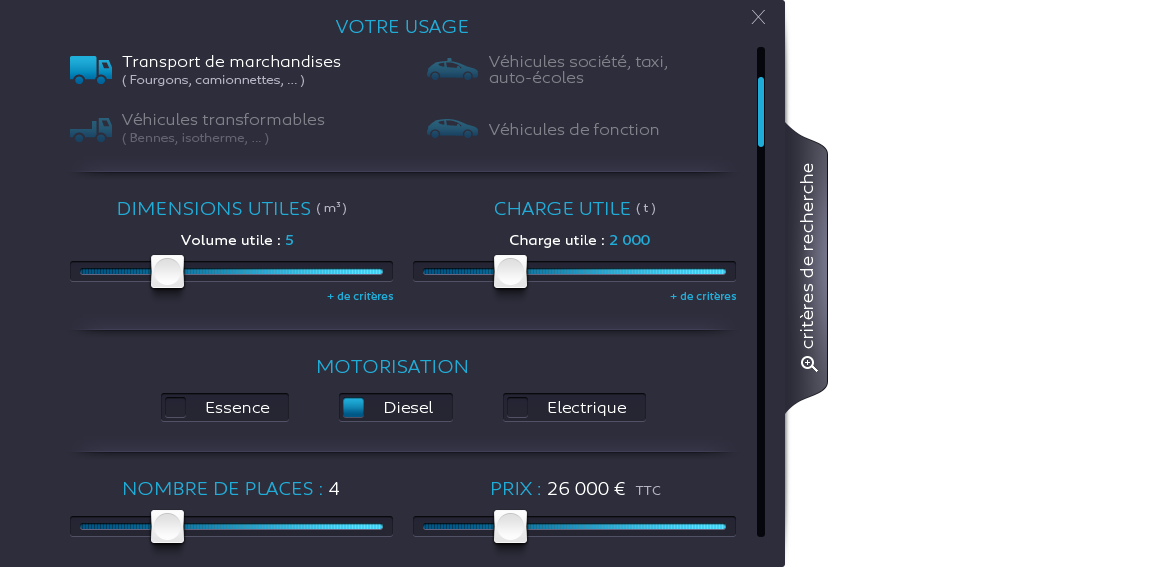 VOTRE USAGE
Transport de marchandises
( Fourgons, camionnettes, ... )
Véhicules société, taxi,
auto-écoles
Véhicules transformables
( Bennes, isotherme, ... )
Véhicules de fonction
DIMENSIONS UTILES ( m³ )
CHARGE UTILE ( t )
Volume utile : 5
Charge utile : 2 000
+ de critères
+ de critères
MOTORISATION
Essence
Diesel
Electrique
NOMBRE DE PLACES : 4
PRIX : 26 000 € TTC
critères de recherche